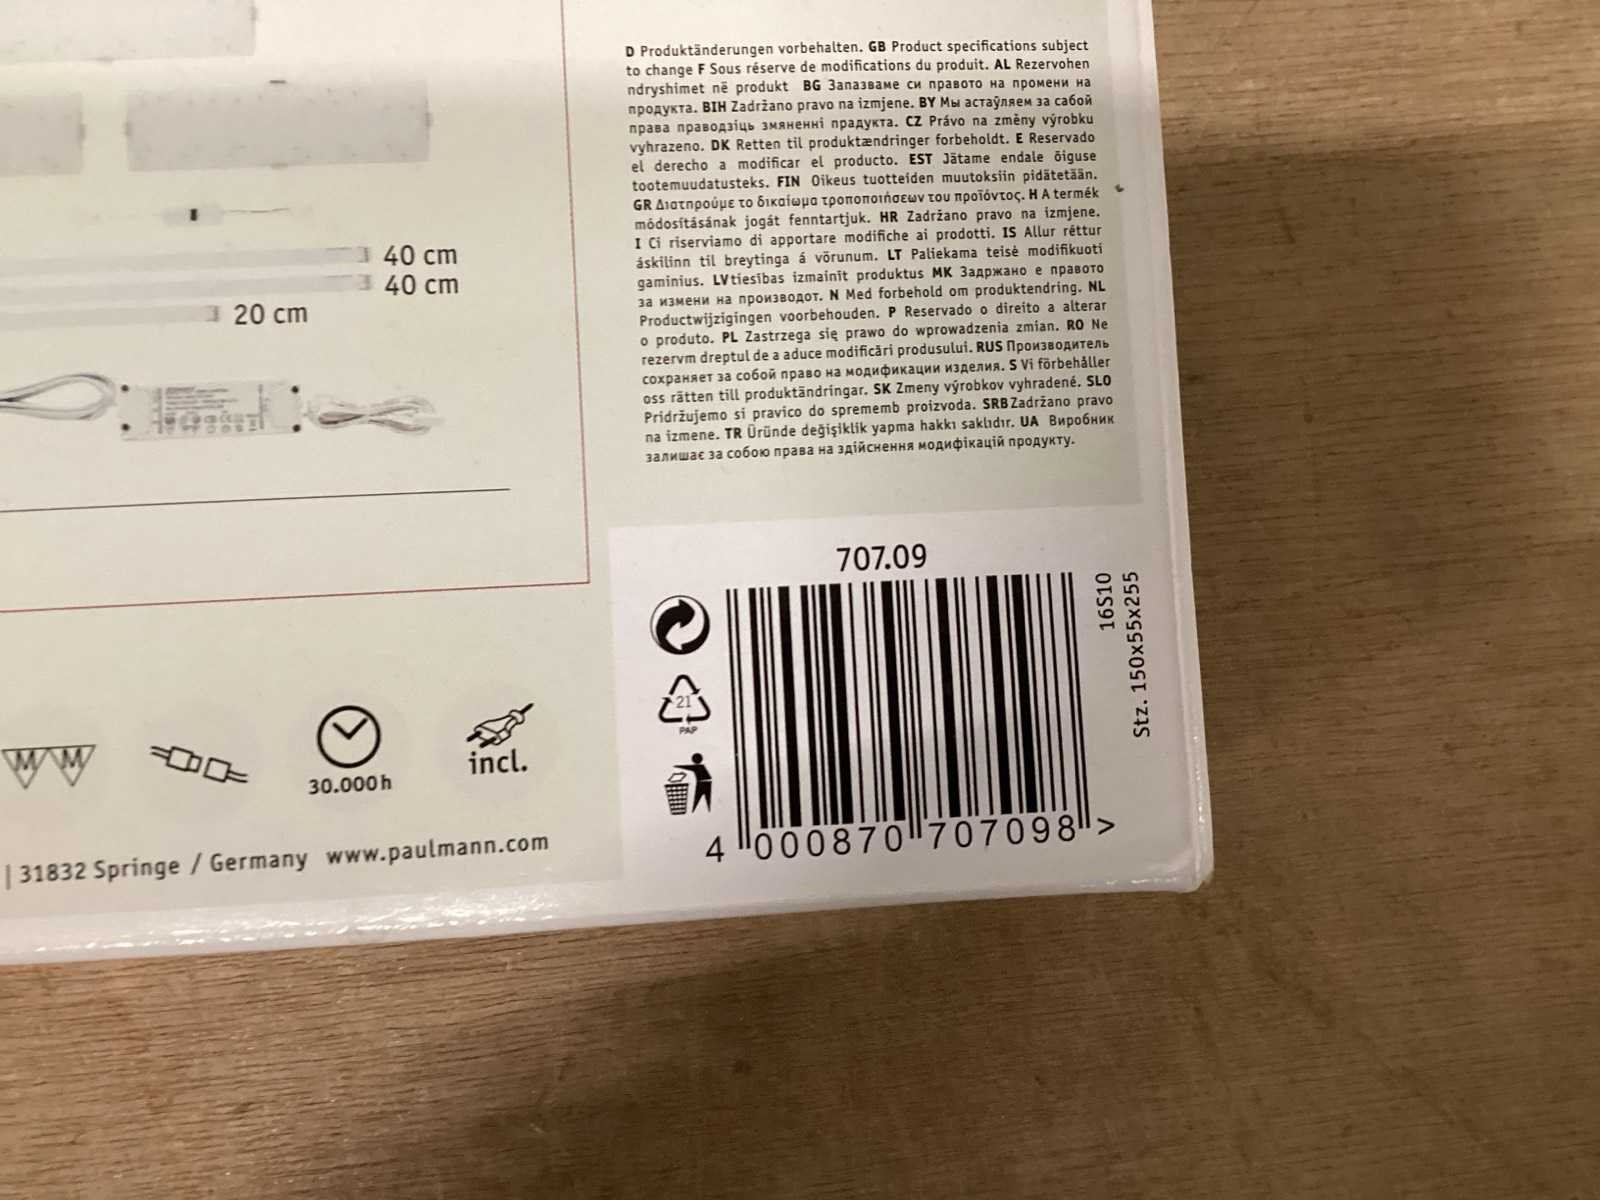 D Produktänderungen vorbehalten. GB Product specifications subject
to change F Sous réserve de modifications du produit. AL Rezervohen
ndryshimet në produkt BG Запазваме си правото на промени на
продукта. BIH Zadržano pravo na izmjene. BY Мы астаўляем за сабой
права праводзіць змяненні прадукта. CZ Právo na změny výrobku
vyhrazeno. DK Retten til produktændringer forbeholdt. E Reservado
el derecho a modificar el producto. EST Jätame endale õiguse
tootemuudatusteks. FIN Oikeus tuotteiden muutoksiin pidätetään.
GR Διατηρούμε το δικαίωμα τροποποιήσεων του προϊόντος. H A termék
módosításának jogát fenntartjuk. HR Zadržano pravo na izmjene.
I Ci riserviamo di apportare modifiche ai prodotti. IS Allur réttur
áskilinn til breytinga á vörunum. LT Paliekama teisė modifikuoti
gaminius. LV tiesības izmainīt produktus MK Задржано е правото
за измени на производот. N Med forbehold om produktendring. NL
Productwijzigingen voorbehouden. P Reservado o direito a alterar
o produto. PL Zastrzega się prawo do wprowadzenia zmian. RO Ne
rezervm dreptul de a aduce modificări produsului. RUS Производитель
сохраняет за собой право на модификации изделия. S Vi förbehåller
oss rätten till produktändringar. SK Zmeny výrobkov vyhradené. SLO
Pridržujemo si pravico do sprememb proizvoda. SRB Zadržano pravo
na izmene. TR Üründe değişiklik yapma hakkı saklıdır. UA Виробник
залишає за собою права на здійснення модифікацій продукту.
40 cm
40 cm
20 cm
707.09
21
PAP
4 000870 707098 >
16S10
Stz. 150x55x255
M M
30.000h
incl.
| 31832 Springe / Germany www.paulmann.com